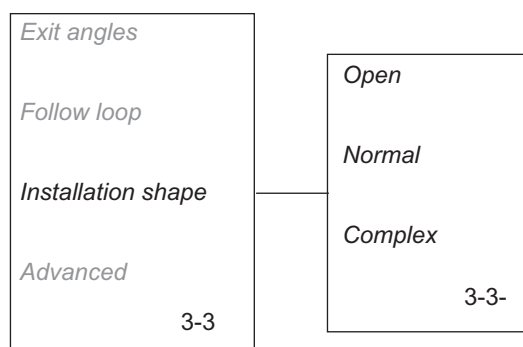 Exit angles
Follow loop
Installation shape
Advanced
3-3
Open
Normal
Complex
3-3-